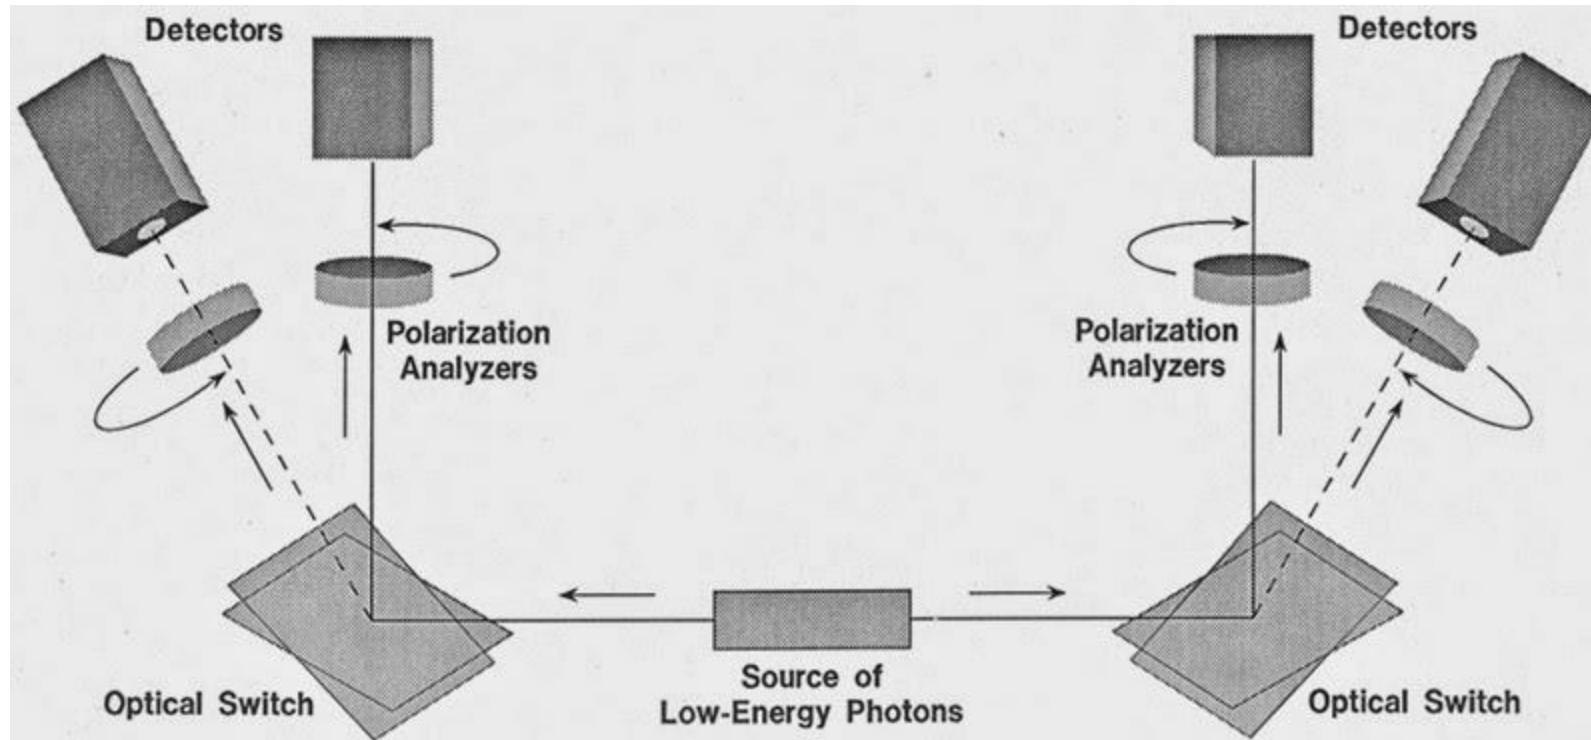 Detectors
Detectors
Polarization
Analyzers
Polarization
Analyzers
Optical Switch
Source of
Low-Energy Photons
Optical Switch